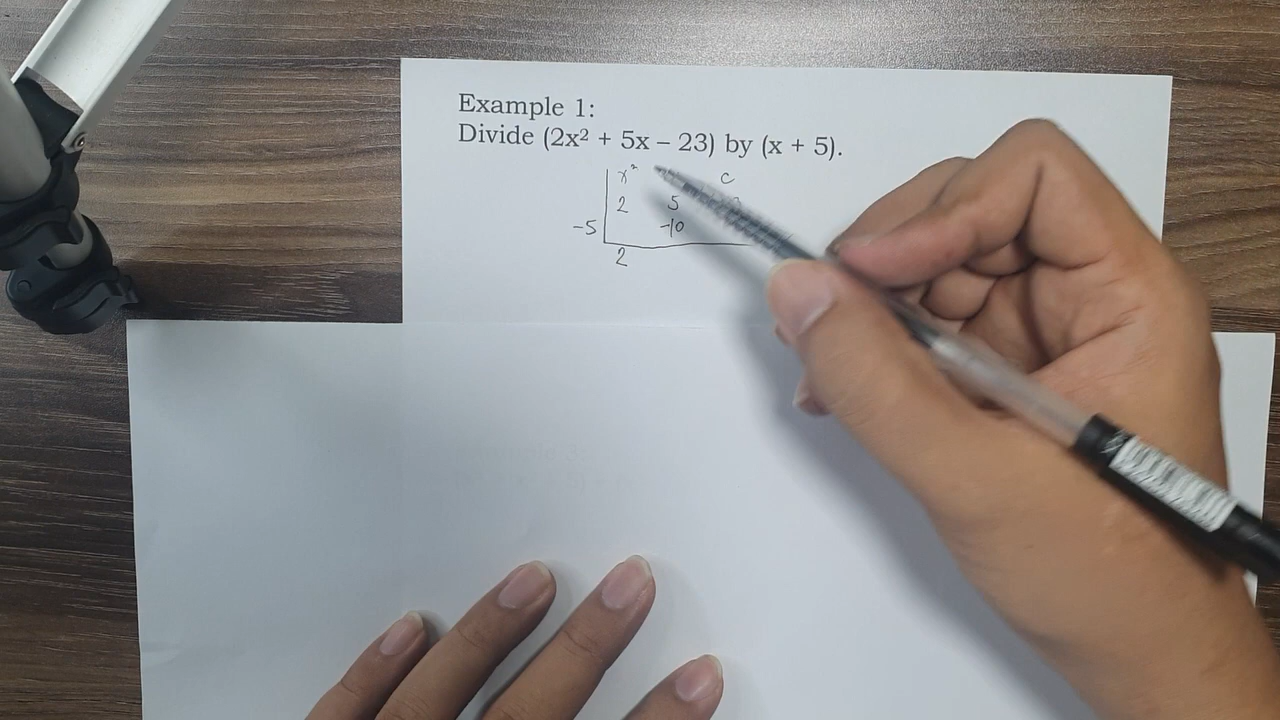 Example 1:
Divide (2x² + 5x – 23) by (x + 5).
x² c
2 5
-5 -10
2